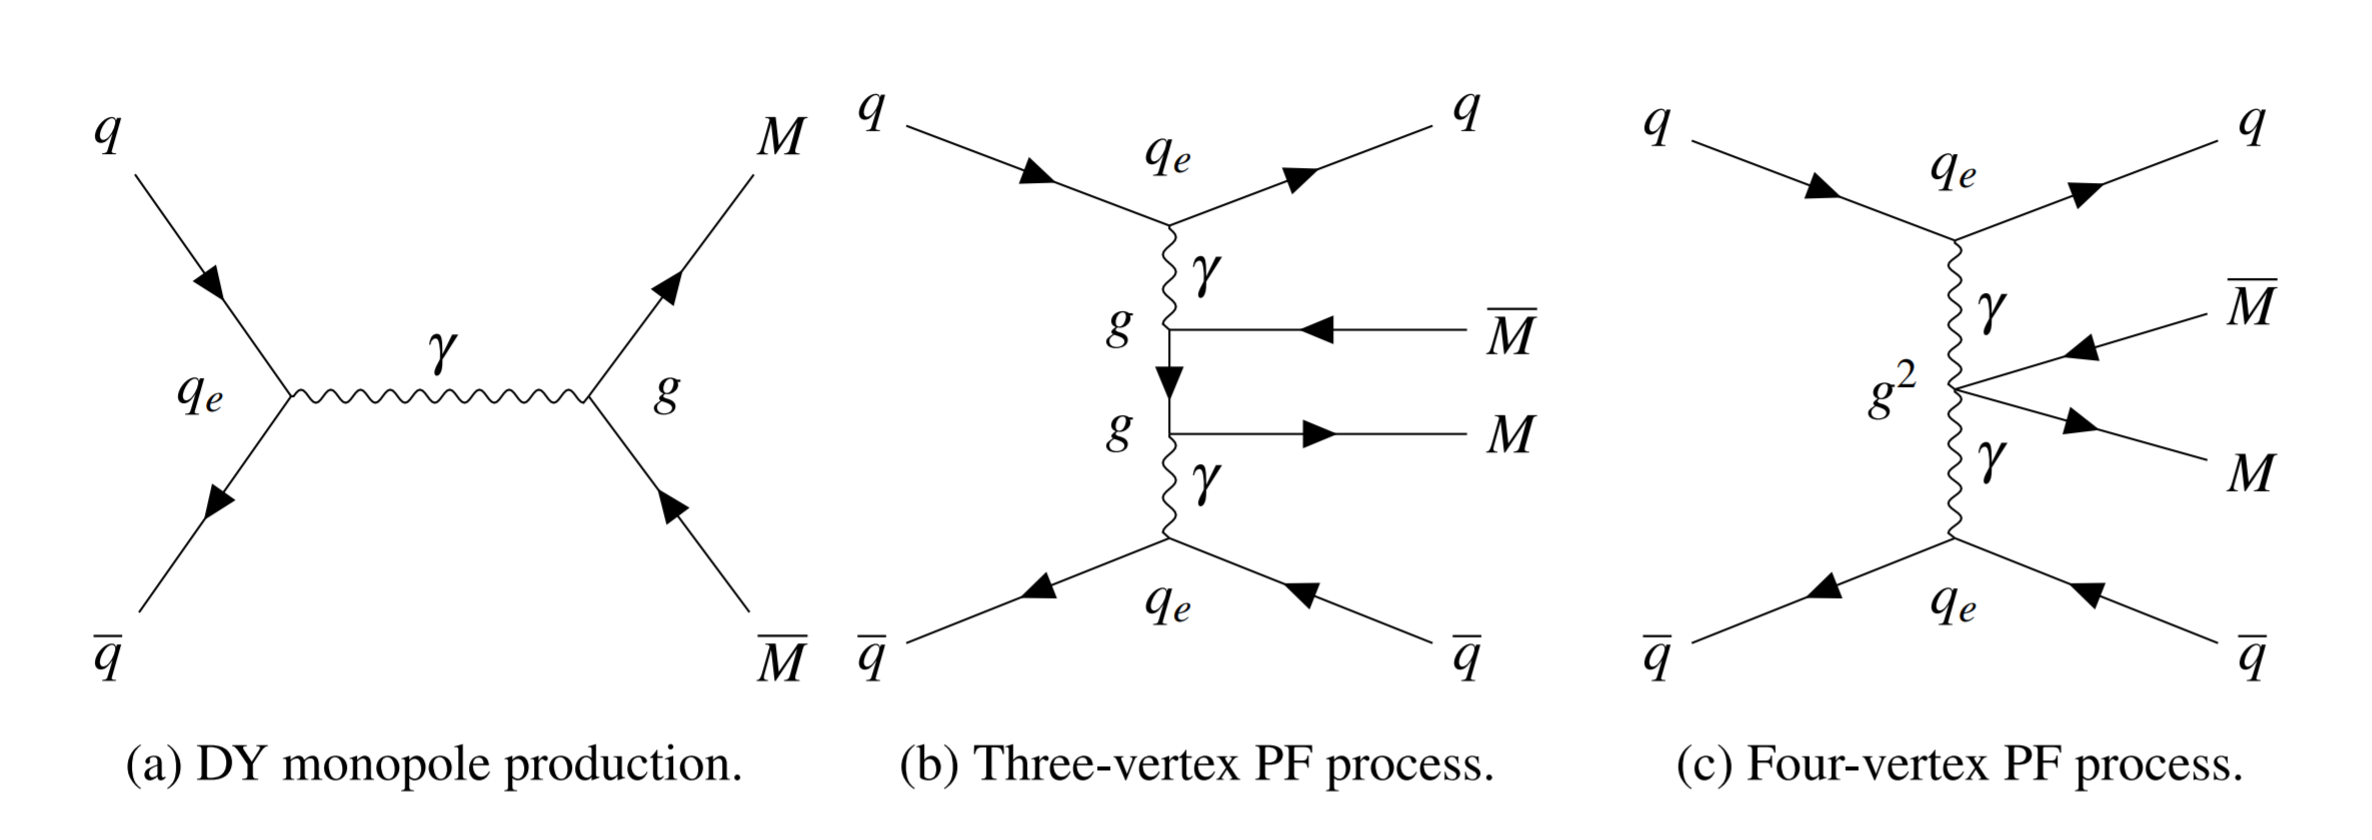 q M
q_e γ g
q̅ M̅
(a) DY monopole production.
q q
q_e
γ
g M̅
g M
γ
q_e
q̅ q̅
(b) Three-vertex PF process.
q q
q_e
γ M̅
g²
γ M
q_e
q̅ q̅
(c) Four-vertex PF process.